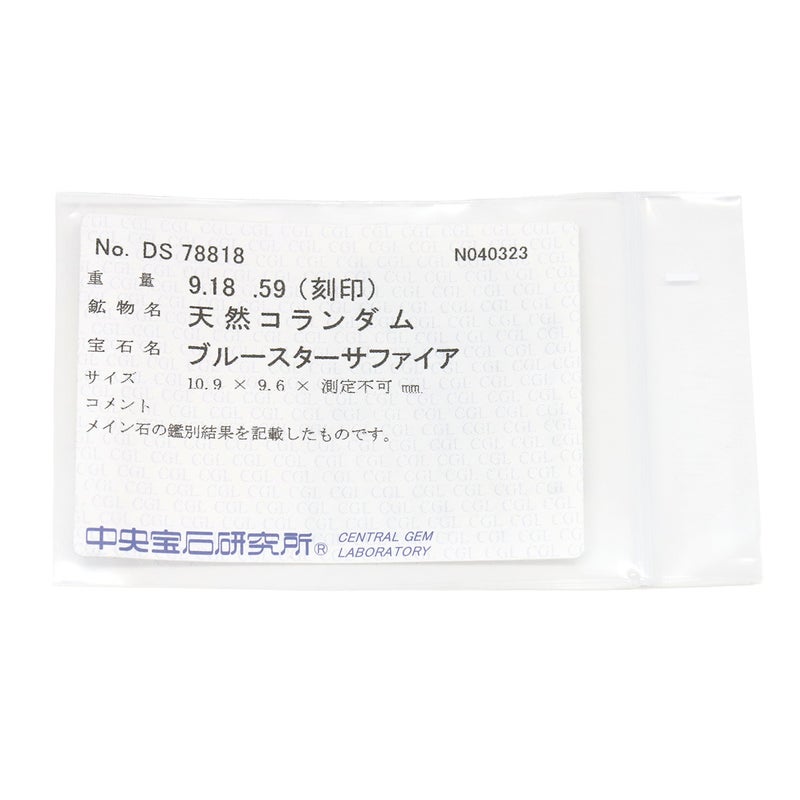 No. DS 78818 N040323
重量 9.18 .59 (刻印)
鉱物名 天然コランダム
宝石名 ブルースターサファイア
サイズ 10.9 × 9.6 × 測定不可 mm
コメント
メイン石の鑑別結果を記載したものです。
中央宝石研究所® CENTRAL GEM
LABORATORY